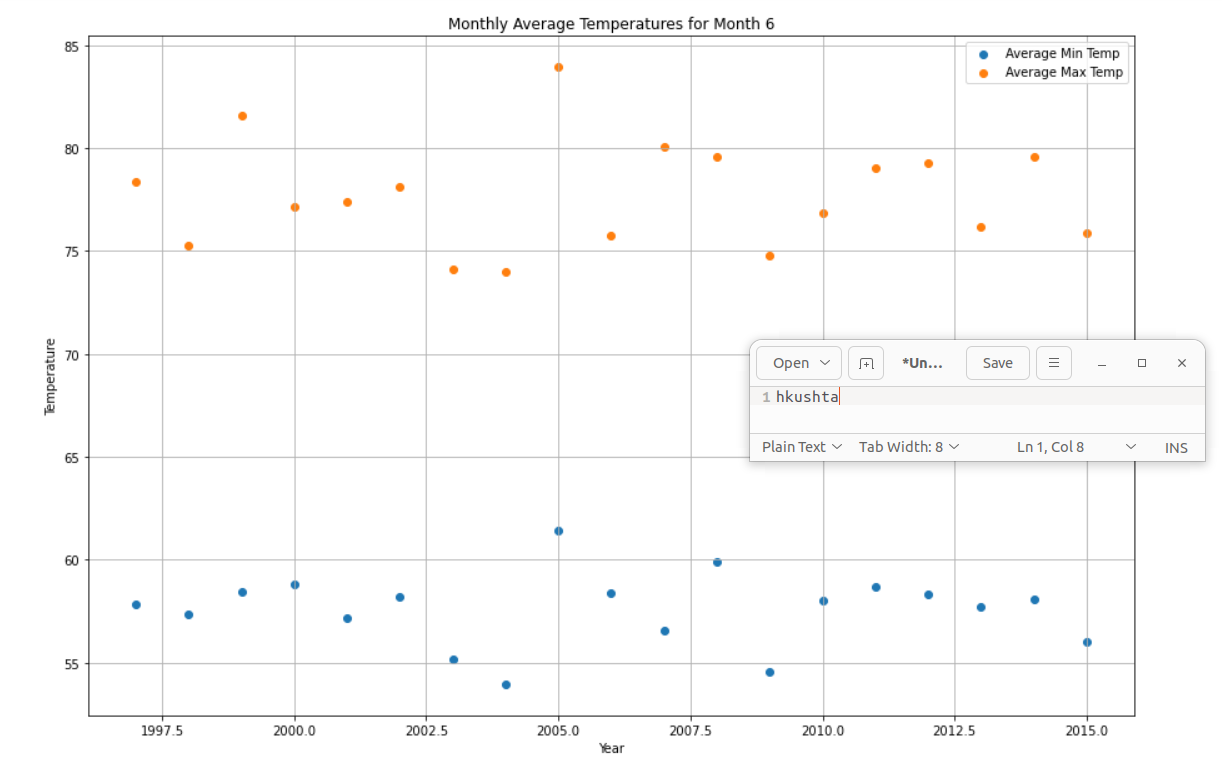 Monthly Average Temperatures for Month 6
Average Min Temp
Average Max Temp
85
80
75
70
65
60
55
Temperature
1997.5 2000.0 2002.5 2005.0 2007.5 2010.0 2012.5 2015.0
Year
Open *Un... Save
1 hkushta
Plain Text Tab Width: 8 Ln 1, Col 8 INS